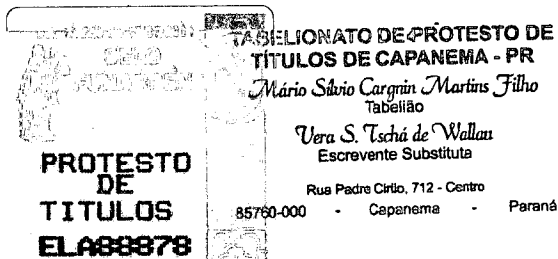 TABELIONATO DE PROTESTO DE
TÍTULOS DE CAPANEMA - PR
Mário Silvio Cargnin Martins Filho
Tabelião
Vera S. Tschá de Wallau
Escrevente Substituta
Rua Padre Cirilo, 712 - Centro
85760-000 - Capanema - Paraná
PROTESTO
DE
TITULOS
ELA88878